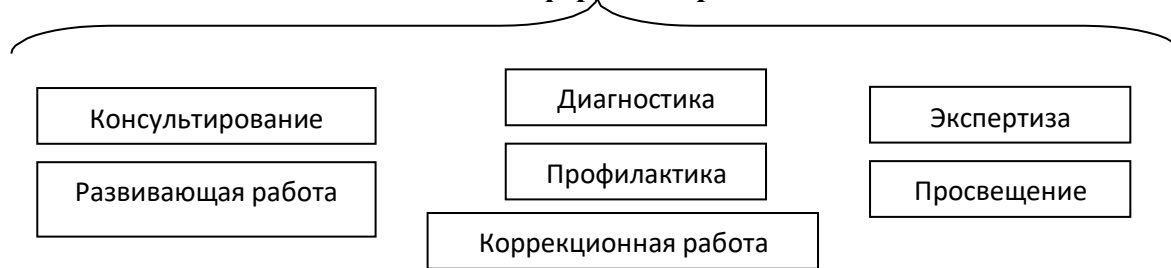 Консультирование
Диагностика
Экспертиза
Развивающая работа
Профилактика
Просвещение
Коррекционная работа